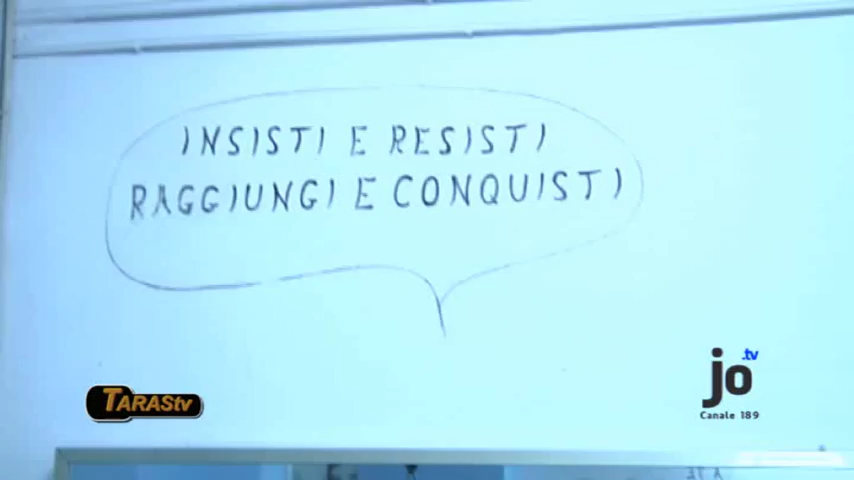 INSISTI E RESISTI
RAGGIUNGI E CONQUISTI
TARAStv
jo.tv
Canale 189